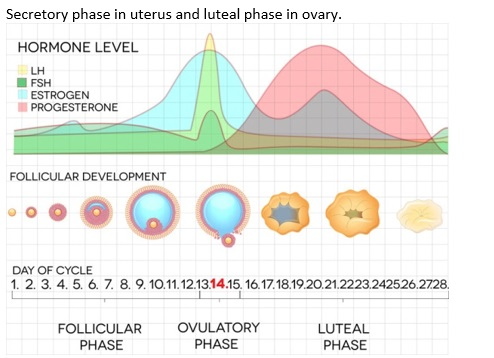 Secretory phase in uterus and luteal phase in ovary.
HORMONE LEVEL
LH
FSH
ESTROGEN
PROGESTERONE
FOLLICULAR DEVELOPMENT
DAY OF CYCLE
1. 2. 3. 4. 5. 6. 7. 8. 9. 10.11.12.13.14.15. 16.17.18.19.20.21.22.23.24.25.26.27.28.
FOLLICULAR PHASE
OVULATORY PHASE
LUTEAL PHASE